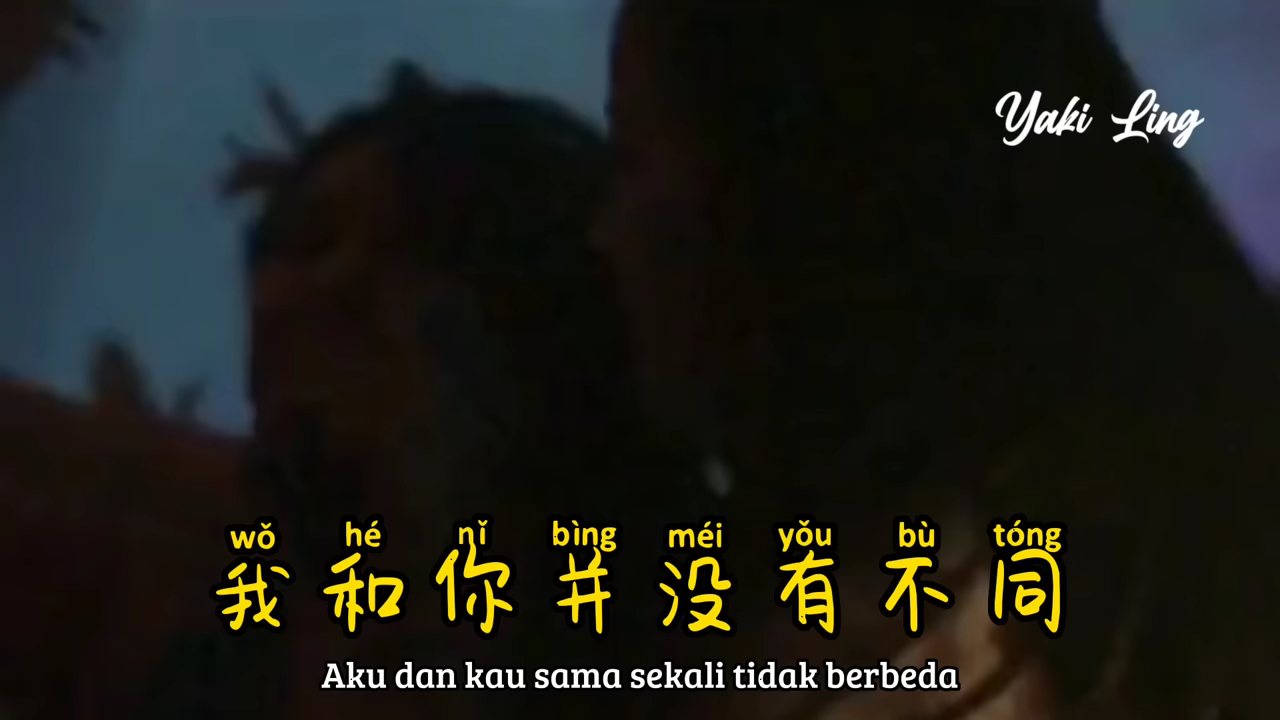 Yaki Ling
wǒ hé nǐ bìng méi yǒu bù tóng
我和你并没有不同
Aku dan kau sama sekali tidak berbeda